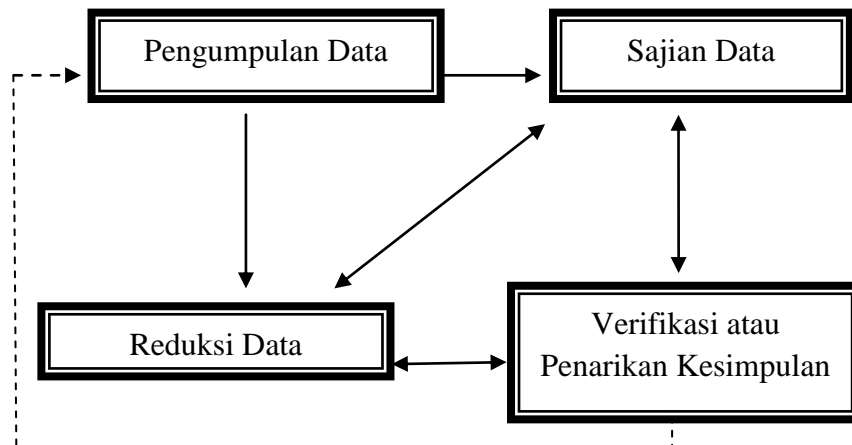 Pengumpulan Data
Sajian Data
Reduksi Data
Verifikasi atau
Penarikan Kesimpulan